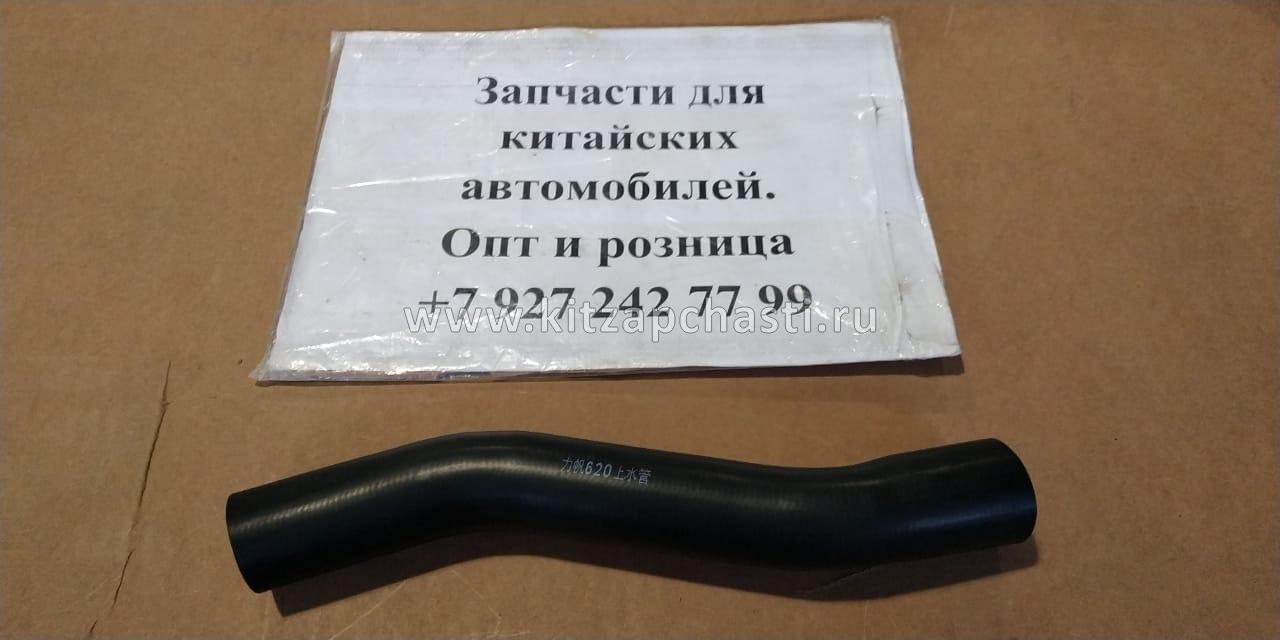 Запчасти для
китайских
автомобилей.
Опт и розница
+7 927 242 77 99
www.kitzapchasti.ru
力帆620上水管